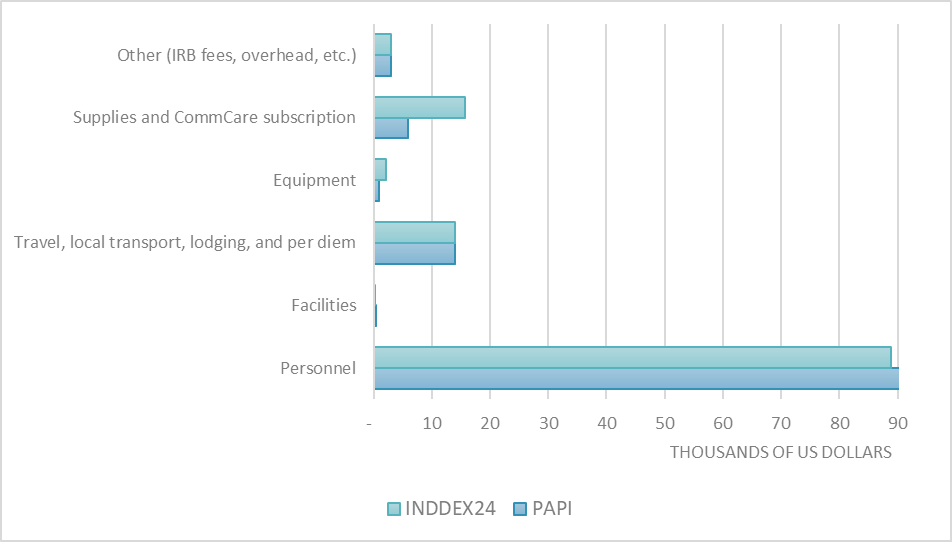 Other (IRB fees, overhead, etc.)
Supplies and CommCare subscription
Equipment
Travel, local transport, lodging, and per diem
Facilities
Personnel
- 10 20 30 40 50 60 70 80 90
THOUSANDS OF US DOLLARS
INDDEX24 PAPI